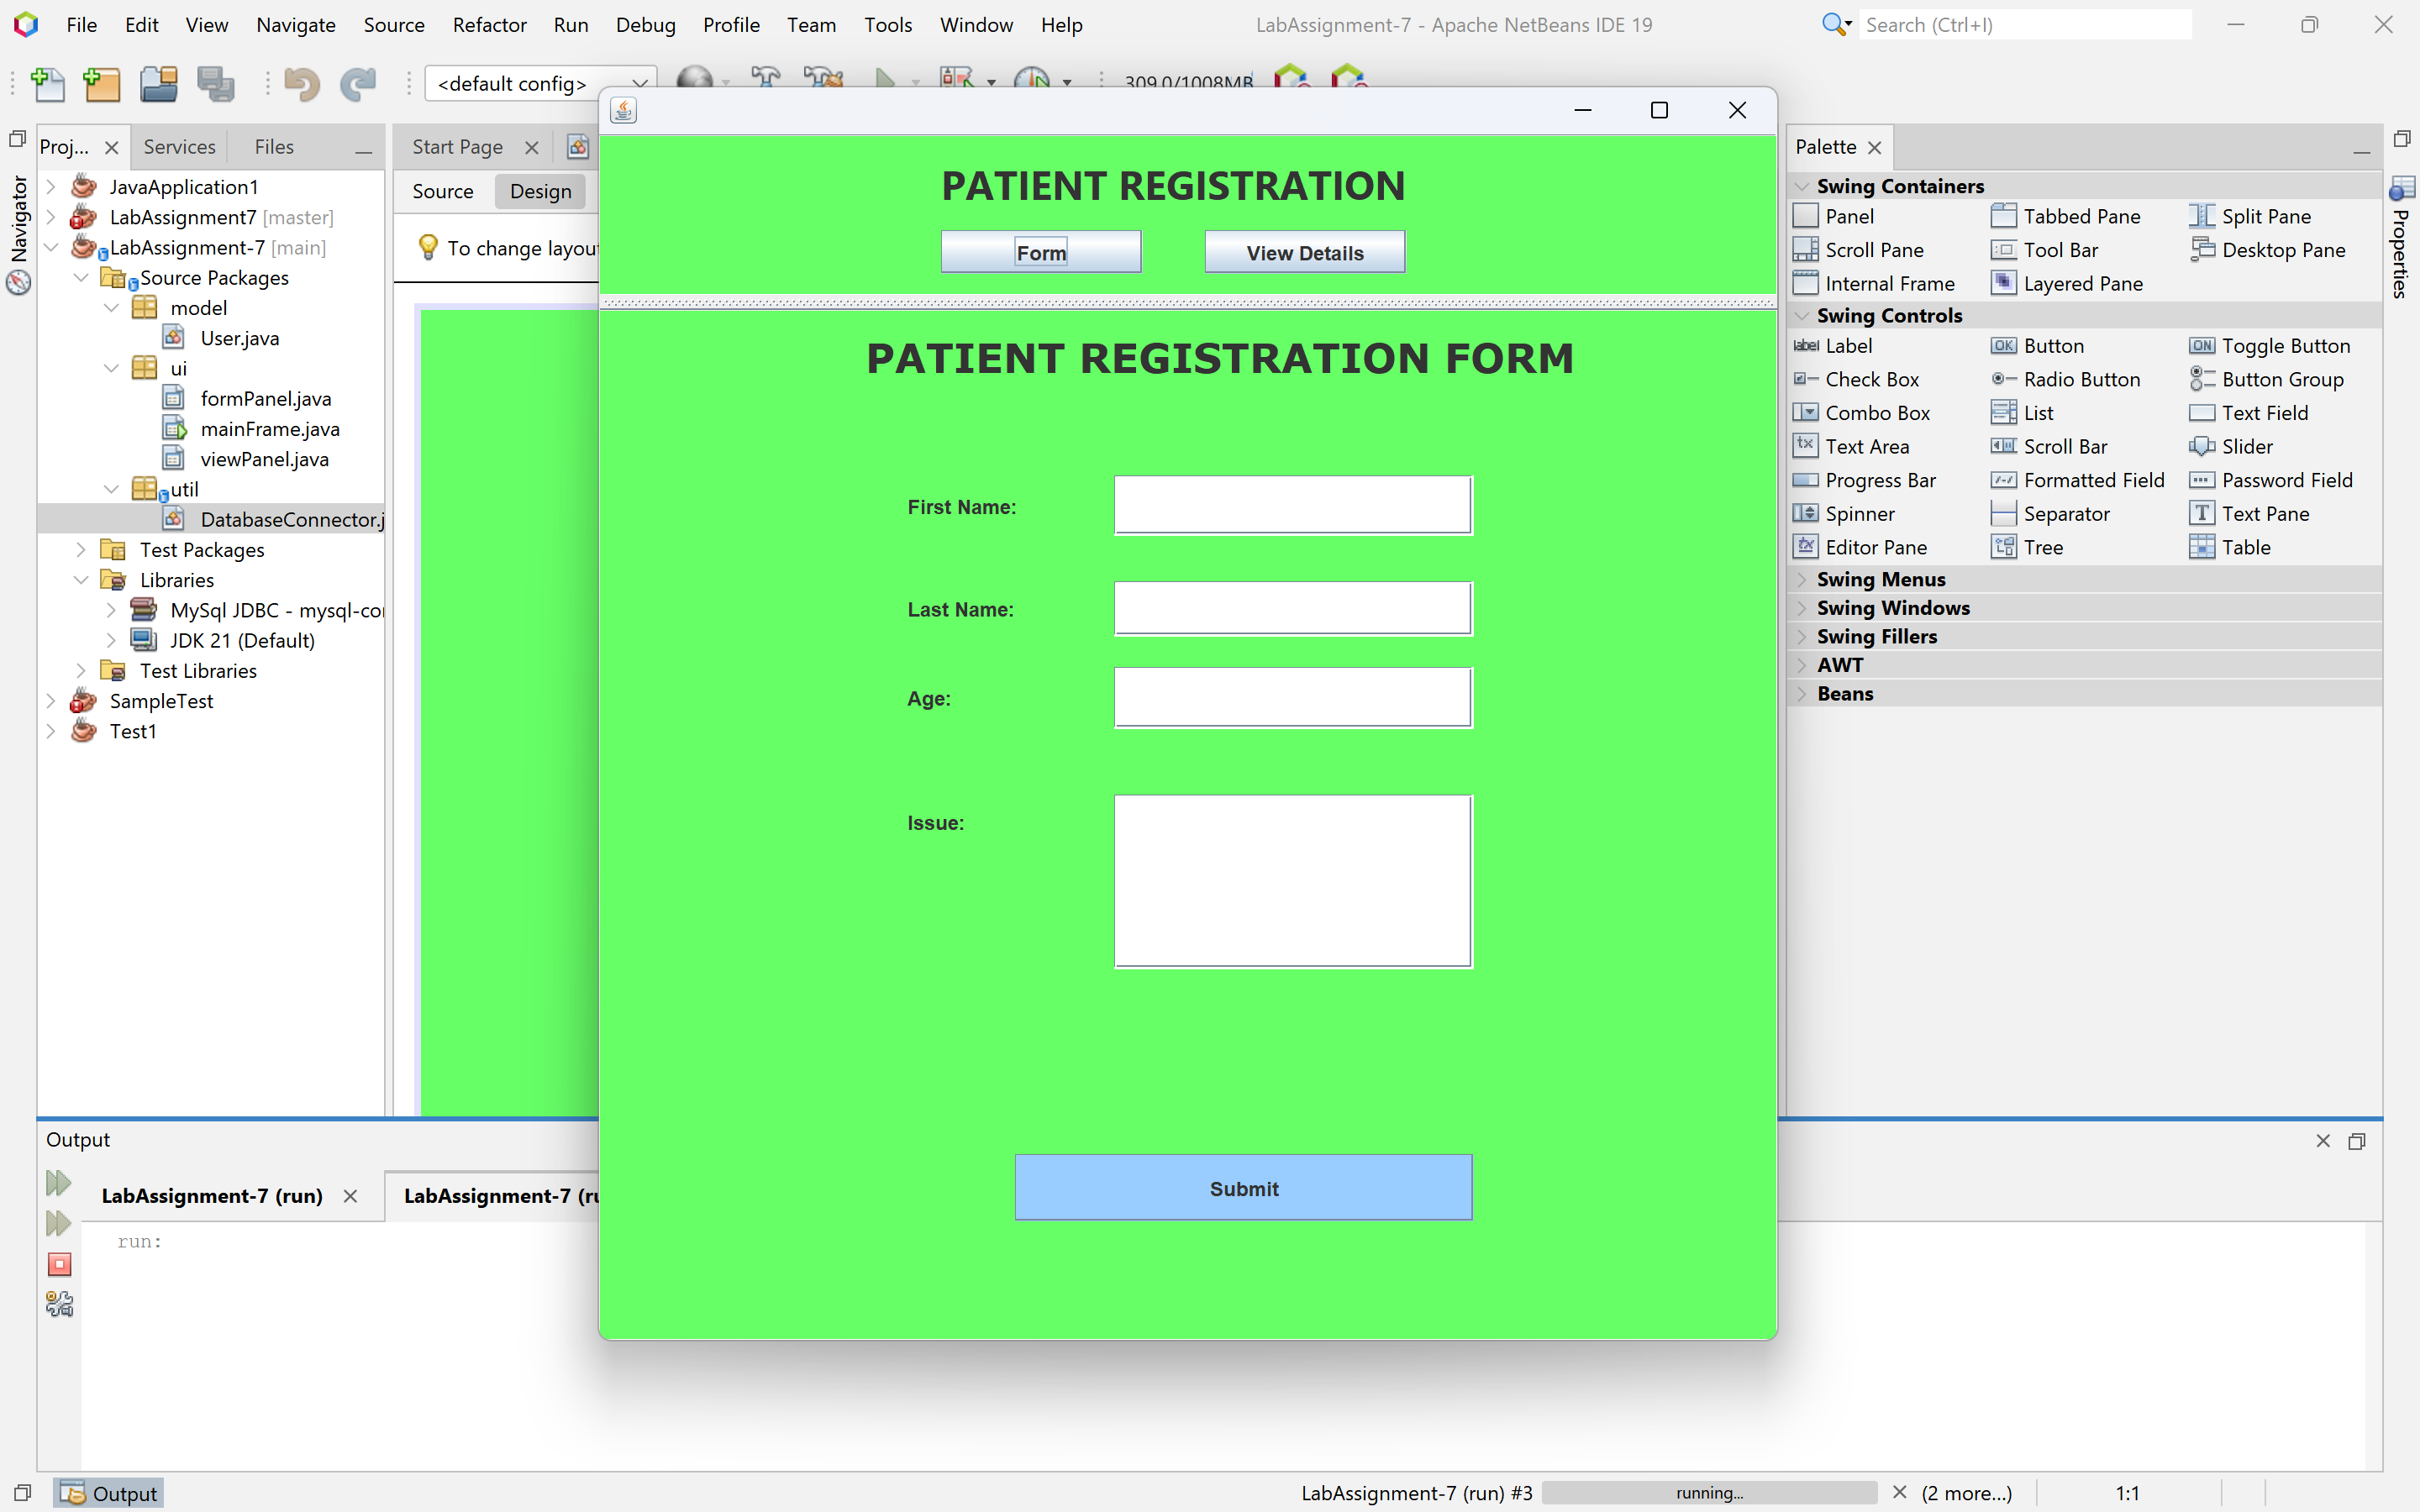 File Edit View Navigate Source Refactor Run Debug Profile Team Tools Window Help
LabAssignment-7 - Apache NetBeans IDE 19
Search (Ctrl+I)
<default config>
309.0/1008MB
Proj... Services Files
Navigator
JavaApplication1
LabAssignment7 [master]
LabAssignment-7 [main]
Source Packages
model
User.java
ui
formPanel.java
mainFrame.java
viewPanel.java
util
DatabaseConnector.j
Test Packages
Libraries
MySql JDBC - mysql-co
JDK 21 (Default)
Test Libraries
SampleTest
Test1
Start Page
Source Design
To change layou
PATIENT REGISTRATION
Form View Details
PATIENT REGISTRATION FORM
First Name:
Last Name:
Age:
Issue:
Submit
Palette
Swing Containers
Panel Tabbed Pane Split Pane
Scroll Pane Tool Bar Desktop Pane
Internal Frame Layered Pane
Swing Controls
label Label OK Button ON Toggle Button
Check Box Radio Button Button Group
Combo Box List Text Field
Text Area Scroll Bar Slider
Progress Bar Formatted Field Password Field
Spinner Separator Text Pane
Editor Pane Tree Table
Swing Menus
Swing Windows
Swing Fillers
AWT
Beans
Properties
Output
LabAssignment-7 (run) LabAssignment-7 (ru
run:
Output
LabAssignment-7 (run) #3 running... (2 more...) 1:1